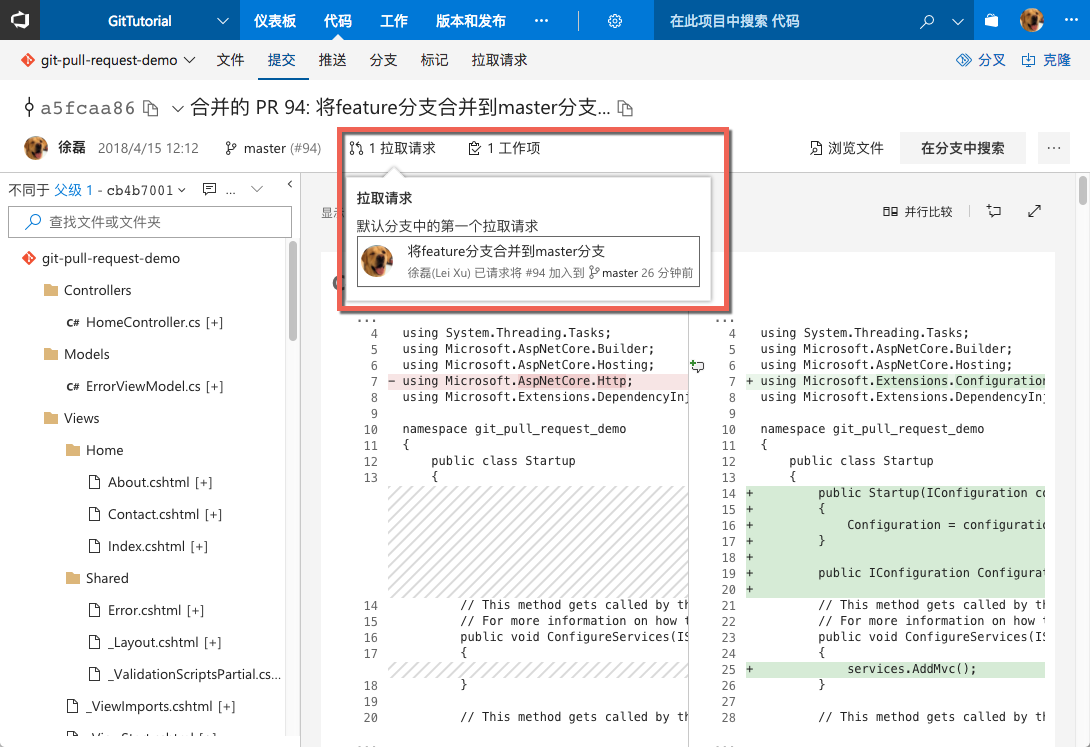 GitTutorial 仪表板 代码 工作 版本和发布 ··· 在此项目中搜索 代码 ···
git-pull-request-demo 文件 提交 推送 分支 标记 拉取请求 分叉 克隆
a5fcaa86 合并的 PR 94: 将feature分支合并到master分支...
徐磊 2018/4/15 12:12 master (#94) 1 拉取请求 1 工作项 浏览文件 在分支中搜索 ···
不同于 父级 1 - cb4b7001 ...
查找文件或文件夹
git-pull-request-demo
Controllers
C# HomeController.cs [+]
Models
C# ErrorViewModel.cs [+]
Views
Home
About.cshtml [+]
Contact.cshtml [+]
Index.cshtml [+]
Shared
Error.cshtml [+]
_Layout.cshtml [+]
_ValidationScriptsPartial.cs...
_ViewImports.cshtml [+]
拉取请求
默认分支中的第一个拉取请求
将feature分支合并到master分支
徐磊(Lei Xu) 已请求将 #94 加入到 master 26 分钟前
并行比较
...
4 using System.Threading.Tasks;
5 using Microsoft.AspNetCore.Builder;
6 using Microsoft.AspNetCore.Hosting;
7 - using Microsoft.AspNetCore.Http;
8 using Microsoft.Extensions.DependencyInj
9
10 namespace git_pull_request_demo
11 {
12 public class Startup
13 {
14 // This method gets called by th
15 // For more information on how t
16 public void ConfigureServices(IS
17 {
18 }
19
20 // This method gets called by th
...
...
4 using System.Threading.Tasks;
5 using Microsoft.AspNetCore.Builder;
6 using Microsoft.AspNetCore.Hosting;
7 + using Microsoft.Extensions.Configuration
8 using Microsoft.Extensions.DependencyInj
9
10 namespace git_pull_request_demo
11 {
12 public class Startup
13 {
14 + public Startup(IConfiguration co
15 + {
16 + Configuration = configuratio
17 + }
18 +
19 + public IConfiguration Configurat
20 +
21 // This method gets called by th
22 // For more information on how t
23 public void ConfigureServices(IS
24 {
25 + services.AddMvc();
26 }
27
28 // This method gets called by th
...